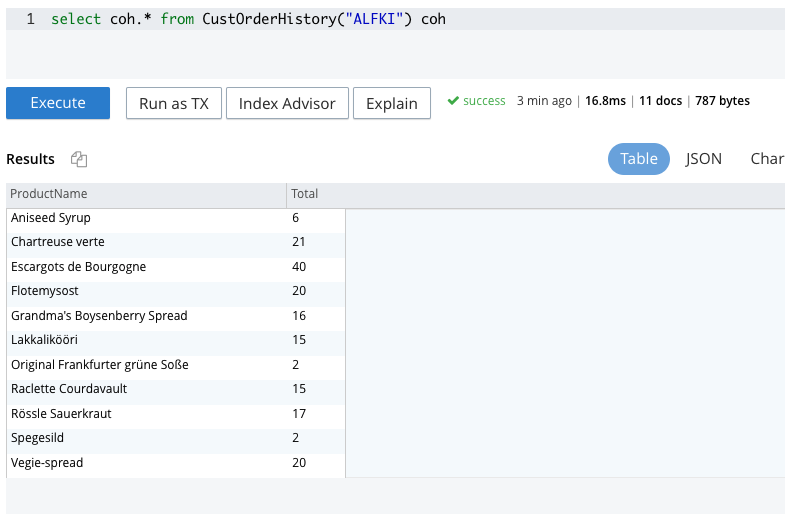 1 select coh.* from CustOrderHistory("ALFKI") coh
Execute Run as TX Index Advisor Explain success 3 min ago | 16.8ms | 11 docs | 787 bytes
Results Table JSON Char
ProductName Total
Aniseed Syrup 6
Chartreuse verte 21
Escargots de Bourgogne 40
Flotemysost 20
Grandma's Boysenberry Spread 16
Lakkalikööri 15
Original Frankfurter grüne Soße 2
Raclette Courdavault 15
Rössle Sauerkraut 17
Spegesild 2
Vegie-spread 20